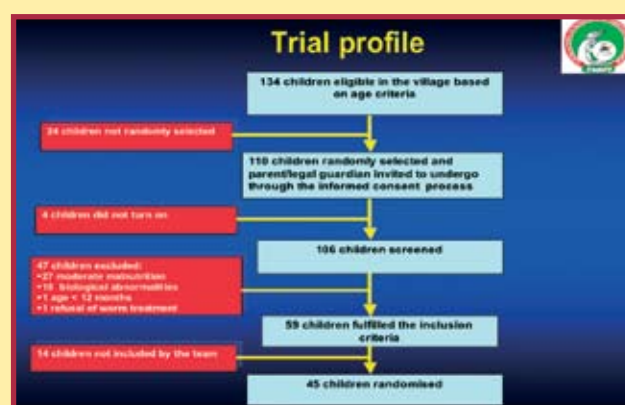 Trial profile
134 children eligible in the village based
on age criteria
24 children not randomly selected
110 children randomly selected and
parent/legal guardian invited to undergo
through the informed consent process
4 children did not turn on
106 children screened
47 children excluded:
•27 moderate malnutrition
•18 biological abnormalities
•1 age < 12 months
•1 refusal of worm treatment
59 children fulfilled the inclusion
criteria
14 children not included by the team
45 children randomised